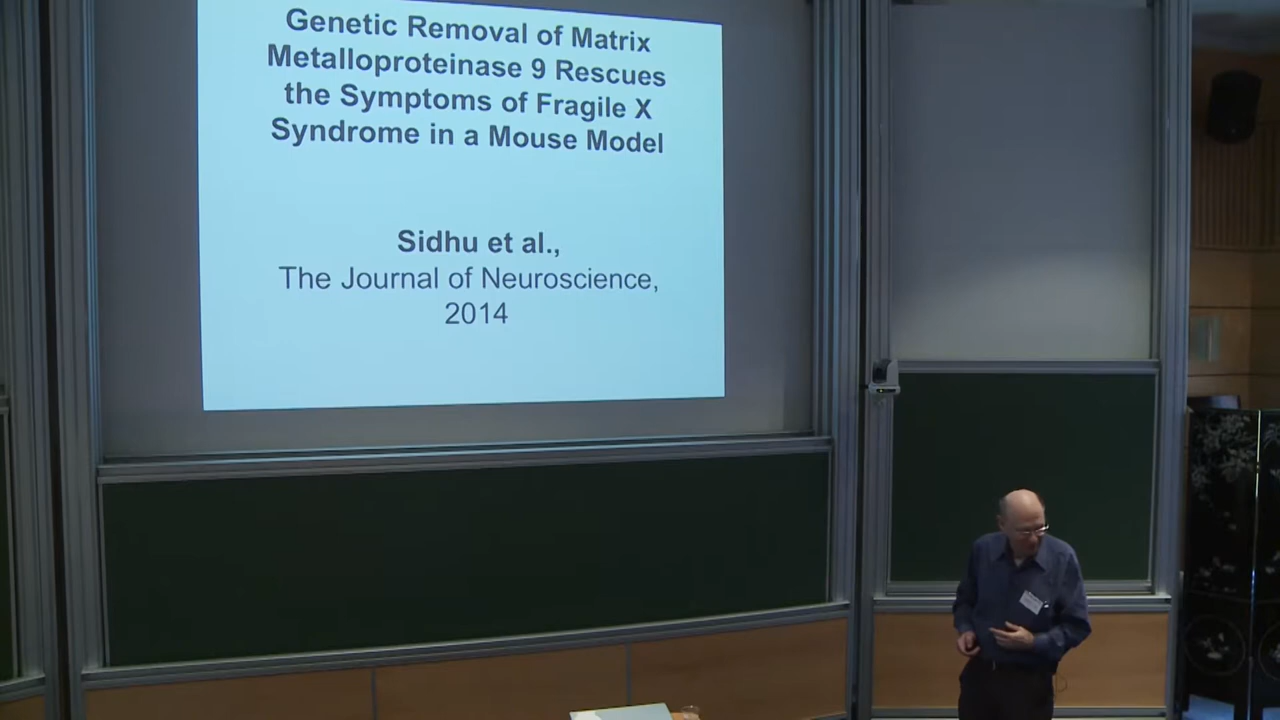 Genetic Removal of Matrix
Metalloproteinase 9 Rescues
the Symptoms of Fragile X
Syndrome in a Mouse Model
Sidhu et al.,
The Journal of Neuroscience,
2014